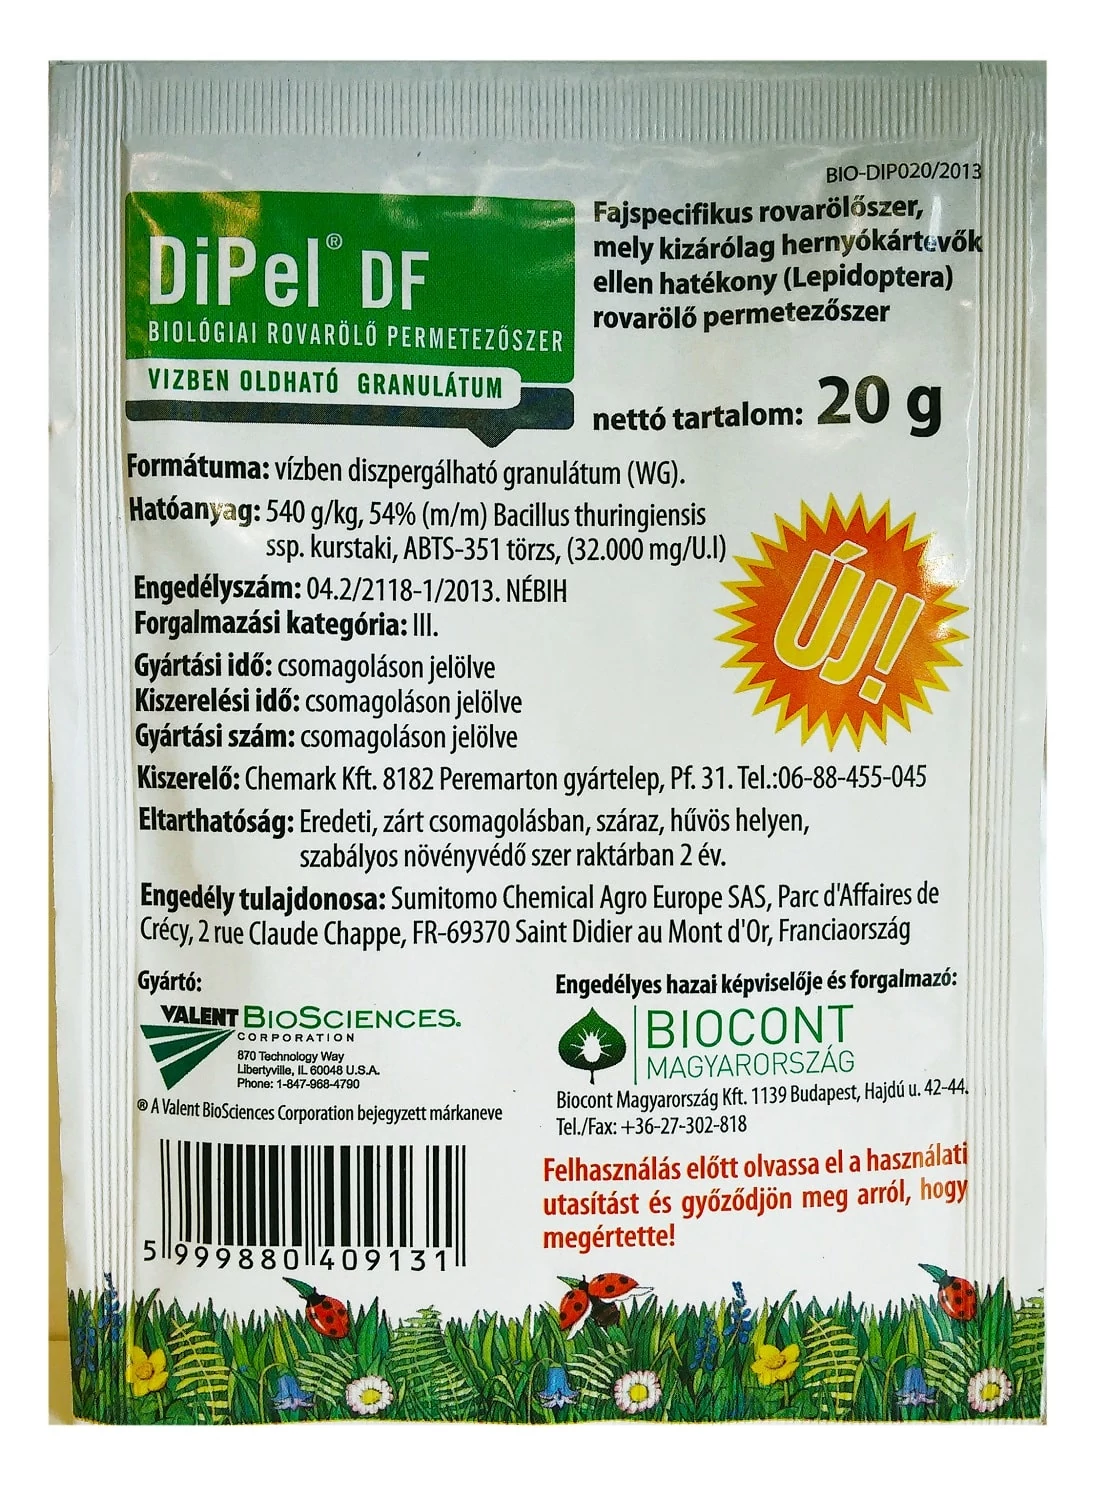 BIO-DIP020/2013
DiPel® DF
BIOLÓGIAI ROVARÖLŐ PERMETEZŐSZER
VIZBEN OLDHATÓ GRANULÁTUM
Fajspecifikus rovarölőszer,
mely kizárólag hernyókártevők
ellen hatékony (Lepidoptera)
rovarölő permetezőszer
nettó tartalom: 20 g
Formátuma: vízben diszpergálható granulátum (WG).
Hatóanyag: 540 g/kg, 54% (m/m) Bacillus thuringiensis
ssp. kurstaki, ABTS-351 törzs, (32.000 mg/U.I)
ÚJ!
Engedélyszám: 04.2/2118-1/2013. NÉBIH
Forgalmazási kategória: III.
Gyártási idő: csomagoláson jelölve
Kiszerelési idő: csomagoláson jelölve
Gyártási szám: csomagoláson jelölve
Kiszerelő: Chemark Kft. 8182 Peremarton gyártelep, Pf. 31. Tel.:06-88-455-045
Eltarthatóság: Eredeti, zárt csomagolásban, száraz, hűvös helyen,
szabályos növényvédő szer raktárban 2 év.
Engedély tulajdonosa: Sumitomo Chemical Agro Europe SAS, Parc d'Affaires de
Crécy, 2 rue Claude Chappe, FR-69370 Saint Didier au Mont d'Or, Franciaország
Gyártó:
VALENT BIOSCIENCES.
CORPORATION
870 Technology Way
Libertyville, IL 60048 U.S.A.
Phone: 1-847-968-4790
® A Valent BioSciences Corporation bejegyzett márkaneve
Engedélyes hazai képviselője és forgalmazó:
BIOCONT
MAGYARORSZÁG
Biocont Magyarország Kft. 1139 Budapest, Hajdú u. 42-44.
Tel./Fax: +36-27-302-818
Felhasználás előtt olvassa el a használati
utasítást és győződjön meg arról, hogy
megértette!
5 999880 409131